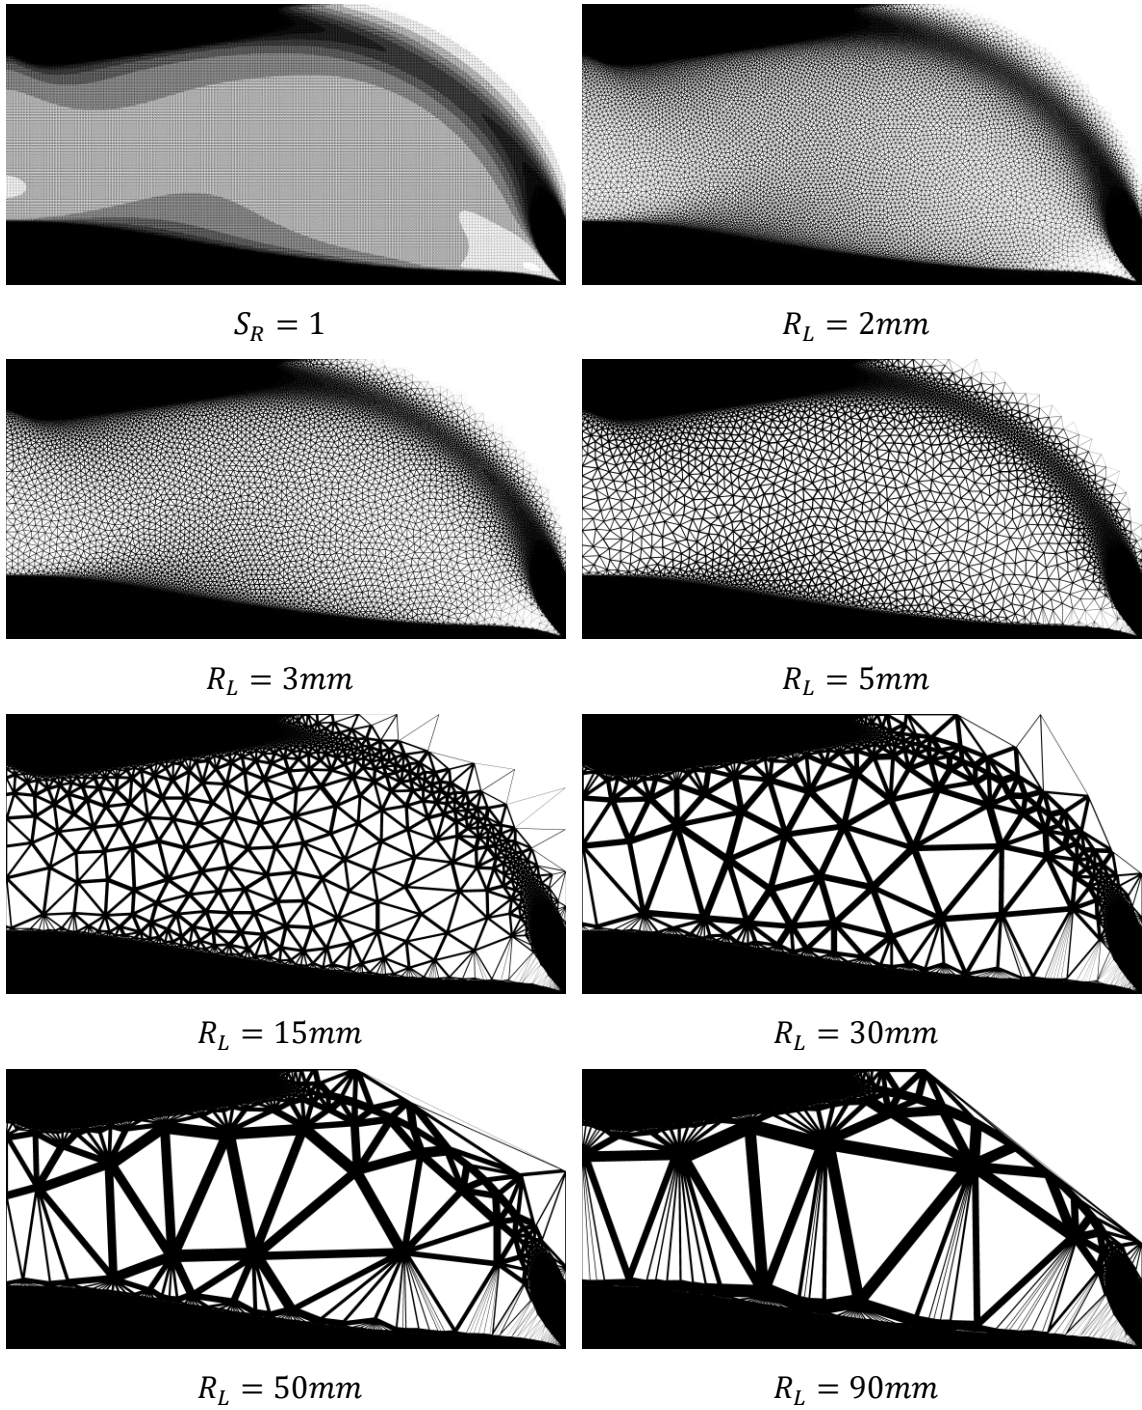 S_R = 1
R_L = 2mm
R_L = 3mm
R_L = 5mm
R_L = 15mm
R_L = 30mm
R_L = 50mm
R_L = 90mm